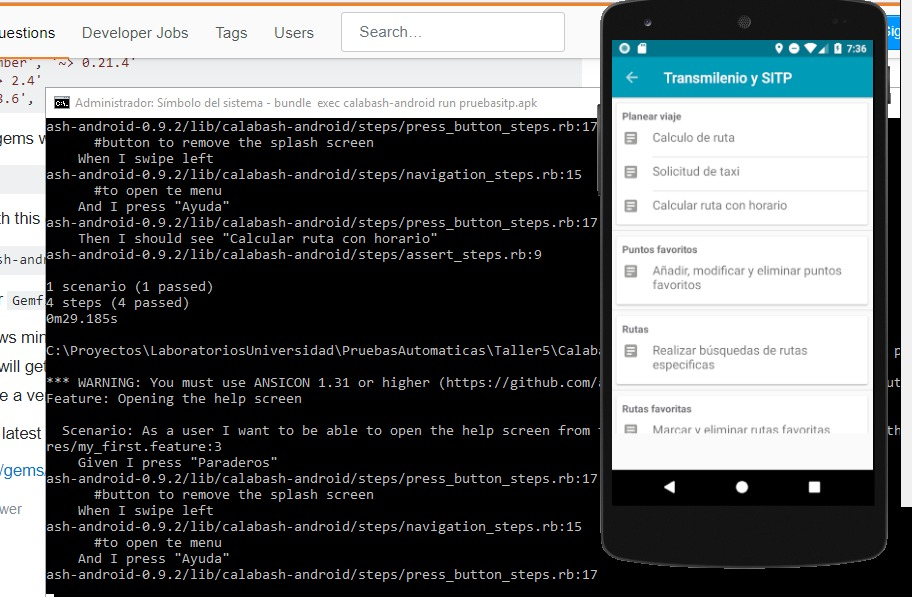 uestions Developer Jobs Tags Users Search…
mber', '~> 0.21.4'
> 2.4'
3.6',
gems w
th this
sh-andr
r Gemf
ws min
will get
e a ve
latest
/gems/
wer
Administrador: Símbolo del sistema - bundle exec calabash-android run pruebasitp.apk
ash-android-0.9.2/lib/calabash-android/steps/press_button_steps.rb:17
#button to remove the splash screen
When I swipe left
ash-android-0.9.2/lib/calabash-android/steps/navigation_steps.rb:15
#to open te menu
And I press "Ayuda"
ash-android-0.9.2/lib/calabash-android/steps/press_button_steps.rb:17
Then I should see "Calcular ruta con horario"
ash-android-0.9.2/lib/calabash-android/steps/assert_steps.rb:9
1 scenario (1 passed)
4 steps (4 passed)
0m29.185s
C:\Proyectos\LaboratoriosUniversidad\PruebasAutomaticas\Taller5\Calaba
*** WARNING: You must use ANSICON 1.31 or higher (https://github.com/a
Feature: Opening the help screen
Scenario: As a user I want to be able to open the help screen from
res/my_first.feature:3
Given I press "Paraderos"
ash-android-0.9.2/lib/calabash-android/steps/press_button_steps.rb:17
#button to remove the splash screen
When I swipe left
ash-android-0.9.2/lib/calabash-android/steps/navigation_steps.rb:15
#to open te menu
And I press "Ayuda"
ash-android-0.9.2/lib/calabash-android/steps/press_button_steps.rb:17
7:36
Transmilenio y SITP
Planear viaje
Calculo de ruta
Solicitud de taxi
Calcular ruta con horario
Puntos favoritos
Añadir, modificar y eliminar puntos
favoritos
Rutas
Realizar búsquedas de rutas
especificas
Rutas favoritas
Marcar y eliminar rutas favoritas